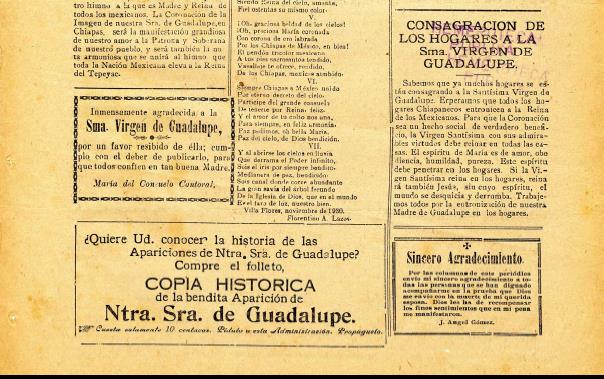 tro himno a la que es Madre y Reina de
todos los mexicanos. La Coronación de la
Imagen de nuestra Sra. de Guadalupe, en
Chiapas, será la manifestación grandiosa
de nuestro amor a la Patrona y Soberana
de nuestro pueblo, y será también la no
ta armoniosa que se unirá al himno que
toda la Nación Mexicana eleva a la Reina
del Tepeyac.
Inmensamente agradecida a la
Sma. Virgen de Guadalupe,
por un favor resibido de élla; cum-
plo con el deber de publicarlo, para
que todos confíen en tan buena Madre.
María del Consuelo Cantoral.
Siendo Reina del cielo, amanta,
Fiel ostenta su mismo color.
V.
¡Oh, graciosa beldad de los cielos!
¡Oh, preciosa María coronada
Con corona de oro labrada
Por los Chiapas de México, en bien!
El pendón tricolor mexicano
A tus pies sacrosantos tendido,
Vasallaje te ofrece, rendido,
De los Chiapas, mexicos también.
VI.
Siempre Chiapas a México unido
Por eterno decreto del cielo,
Participe del grande consuelo
De tenerte por Reina feliz.
Y el amor de tu culto nos una,
Para siempre, en feliz armonía.
Paz pedimos, oh bella María,
Paz del cielo, de Dios bendición.
VII.
Y al abrirse los cielos en lluvia
Que derrama el Poder infinito,
Sois el iris por siempre bendito,
Medianera de paz, bendición.
Sois canal donde corre abundante
La gran savia del árbol fecundo
De la Iglesia de Dios, que en el mundo
Es el faro de luz, nuestro bien.
Villa Flores, noviembre de 1930.
Florentino A.
¿Quiere Ud. conocer la historia de las
Apariciones de Ntra. Sra. de Guadalupe?
Compre el folleto,
COPIA HISTORICA
de la bendita Aparición de
Ntra. Sra. de Guadalupe.
Cuesta solamente 10 centavos. Pídalo a esta Administración. Propáguelo.
CONSAGRACION DE
LOS HOGARES A LA
Sma. VIRGEN DE
GUADALUPE.
Sabemos que ya muchos hogares se es-
tán consagrando a la Santísima Virgen de
Guadalupe. Esperamos que todos los ho-
gares Chiapanecos entronicen a la Reina
de los Mexicanos. Para que la Coronación
sea un hecho social de verdadero benefi-
cio, la Virgen Santísima con sus admira-
bles virtudes debe reinar en todas las ca-
sas. El espíritu de María es de amor, obe
diencia, humildad, pureza. Este espíritu
debe penetrar en los hogares. Si la Vir-
gen Santísima reina en los hogares, reina
rá también Jesús, sin cuyo espíritu, el
mundo se desquicia y derromba. Trabaje-
mos todos por la entronización de nuestra
Madre de Guadalupe en los hogares.
Sincero Agradecimiento.
Por las columnas de este periódico
envío mi sincero agradecimiento a to-
das las personas que se han dignado
acompañarme en la prueba que Dios
me envió con la muerte de mi querida
esposa. Dios les ha de recompensar
los finos sentimientos que en mi pena
me manifestaron.
J. Angell Gómez.